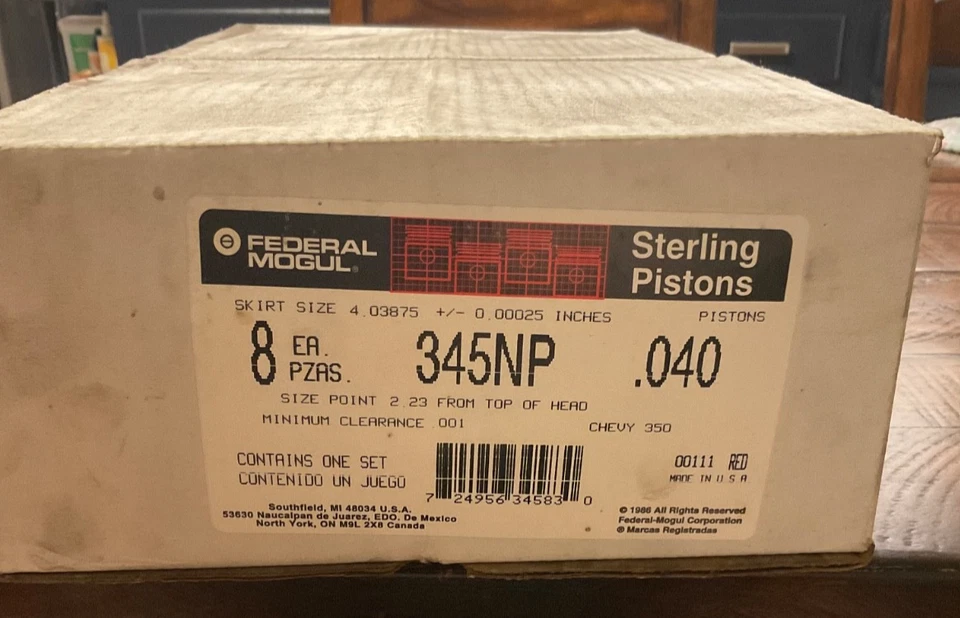 FEDERAL
MOGUL®
Sterling
Pistons
SKIRT SIZE 4.03875 +/- 0.00025 INCHES
PISTONS
8 EA.
PZAS.
345NP
.040
SIZE POINT 2.23 FROM TOP OF HEAD
MINIMUM CLEARANCE .001
CHEVY 350
CONTAINS ONE SET
CONTENIDO UN JUEGO
00111 RED
MADE IN U S A
7 24956 34583 0
Southfield, MI 48034 U.S.A.
53630 Naucalpan de Juarez, EDO. De Mexico
North York, ON M9L 2X8 Canada
© 1986 All Rights Reserved
Federal-Mogul Corporation
® Marcas Registradas